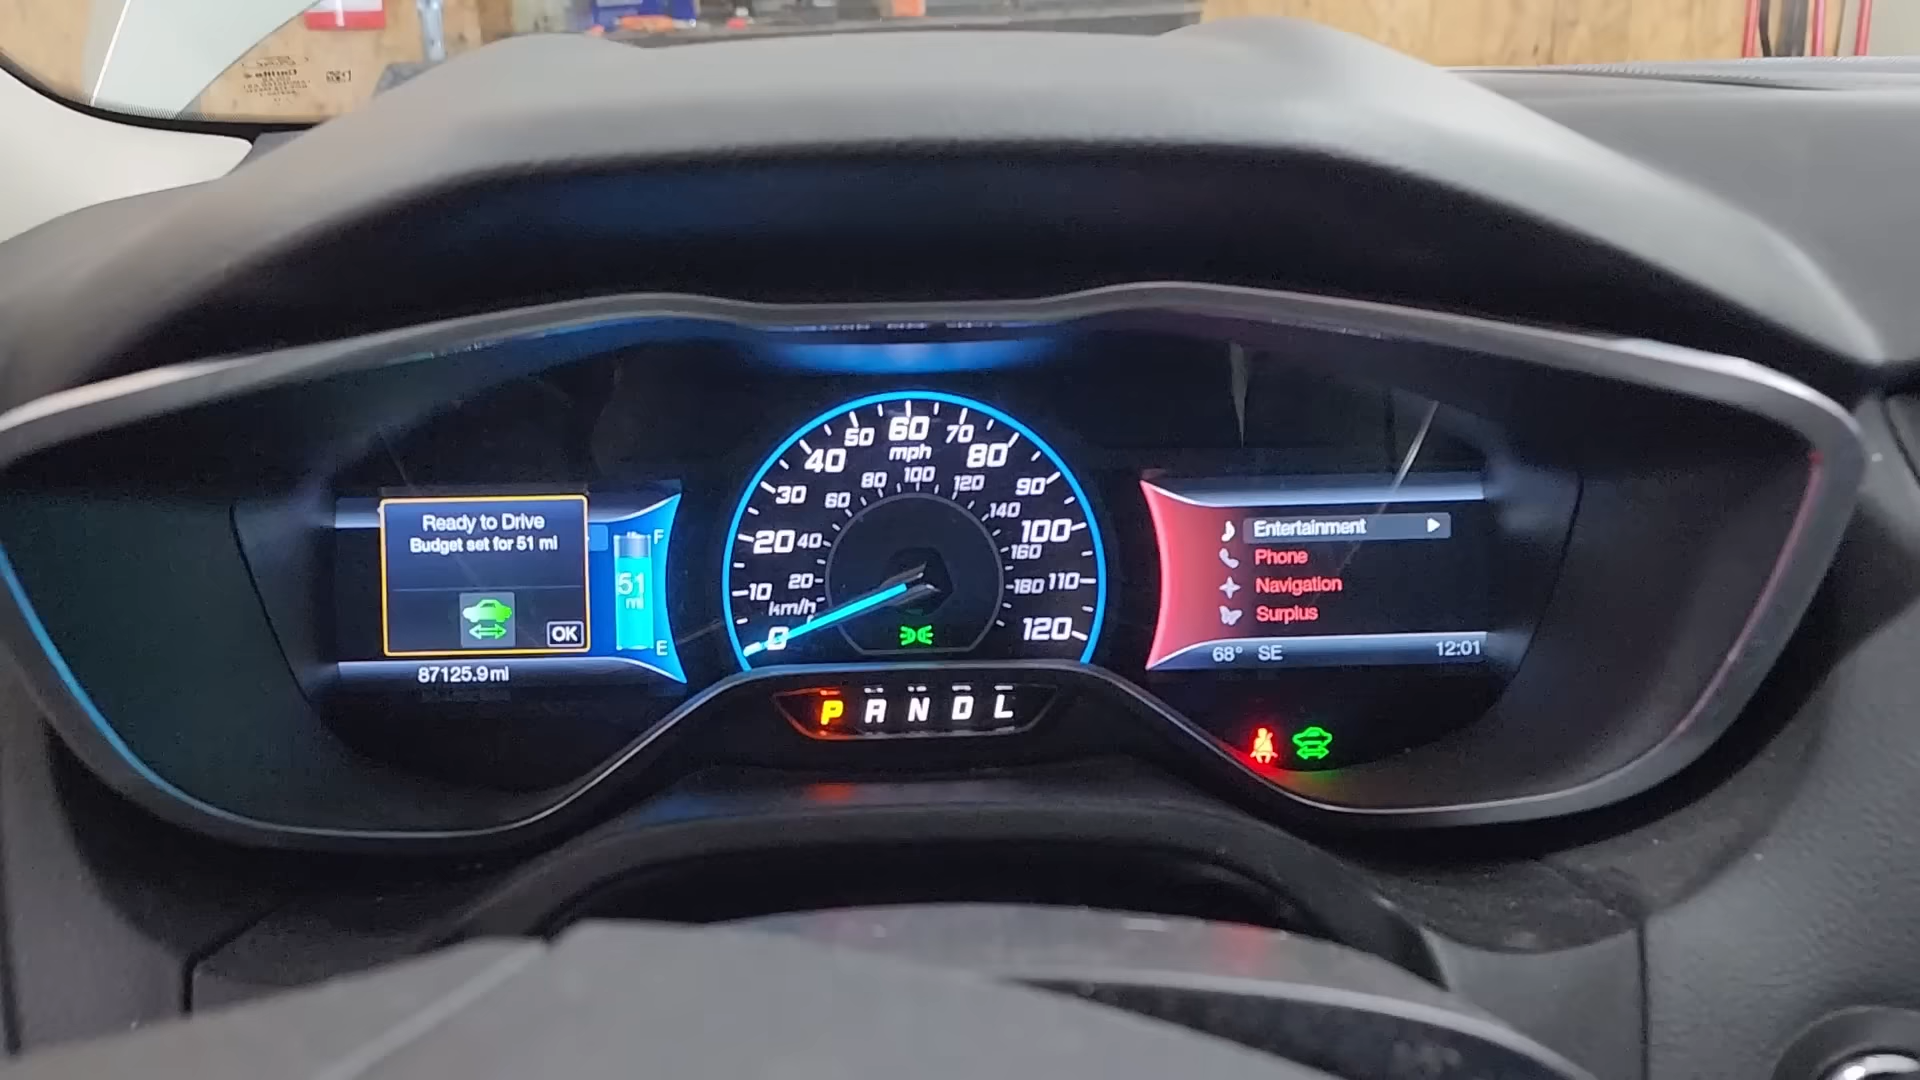 Ready to Drive
Budget set for 51 mi
OK
87125.9 mi
F
51
mi
E
0
10
20
30
40
50
60
70
80
90
100
110
120
mph
20
40
60
80
100
120
140
160
180
km/h
P R N D L
Entertainment
Phone
Navigation
Surplus
68° SE 12:01